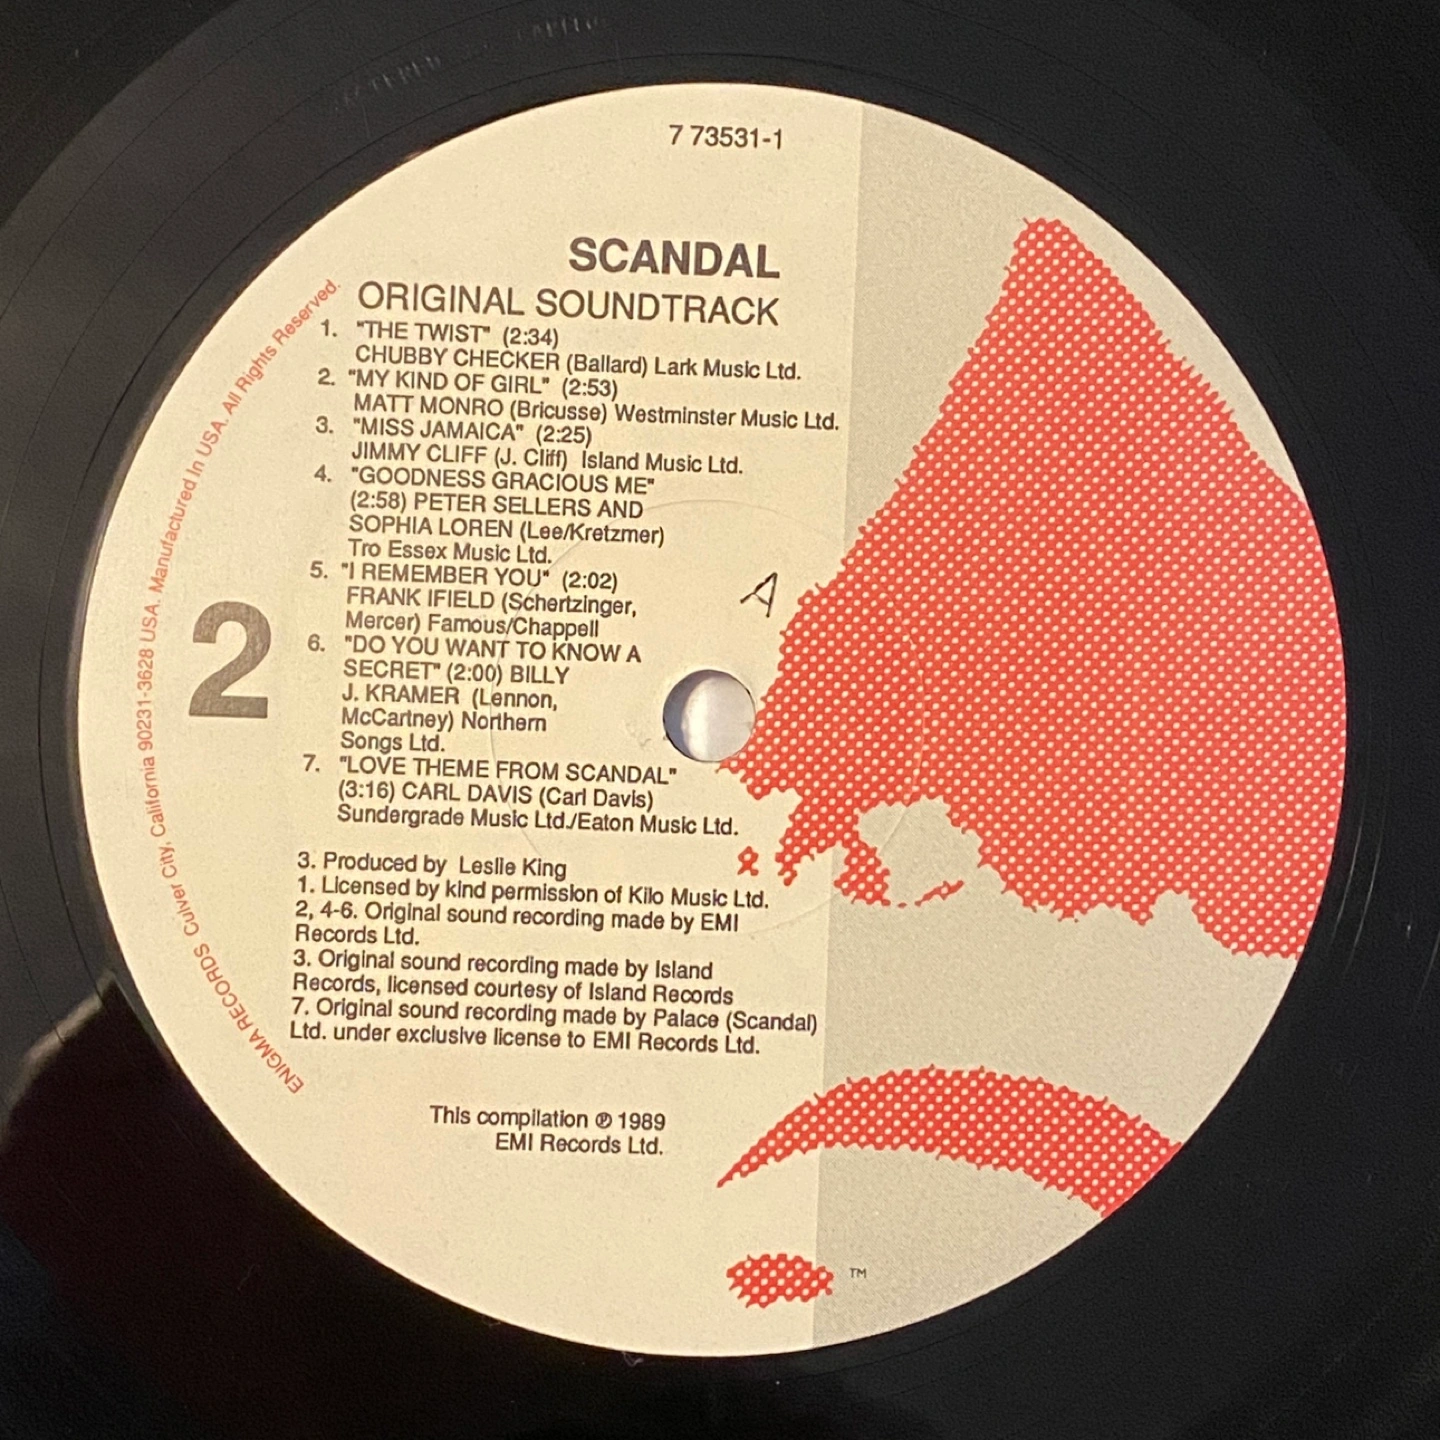 MASTERED CAPITOL
7 73531-1
SCANDAL
ORIGINAL SOUNDTRACK
1. "THE TWIST" (2:34)
CHUBBY CHECKER (Ballard) Lark Music Ltd.
2. "MY KIND OF GIRL" (2:53)
MATT MONRO (Bricusse) Westminster Music Ltd.
3. "MISS JAMAICA" (2:25)
JIMMY CLIFF (J. Cliff) Island Music Ltd.
4. "GOODNESS GRACIOUS ME"
(2:58) PETER SELLERS AND
SOPHIA LOREN (Lee/Kretzmer)
Tro Essex Music Ltd.
5. "I REMEMBER YOU" (2:02)
FRANK IFIELD (Schertzinger,
Mercer) Famous/Chappell
6. "DO YOU WANT TO KNOW A
SECRET" (2:00) BILLY
J. KRAMER (Lennon,
McCartney) Northern
Songs Ltd.
7. "LOVE THEME FROM SCANDAL"
(3:16) CARL DAVIS (Carl Davis)
Sundergrade Music Ltd./Eaton Music Ltd.
A
2
3. Produced by Leslie King
1. Licensed by kind permission of Kilo Music Ltd.
2, 4-6. Original sound recording made by EMI
Records Ltd.
3. Original sound recording made by Island
Records, licensed courtesy of Island Records
7. Original sound recording made by Palace (Scandal)
Ltd. under exclusive license to EMI Records Ltd.
This compilation ℗ 1989
EMI Records Ltd.
ENIGMA RECORDS Culver City, California 90231-3628 USA. Manufactured In USA. All Rights Reserved.
TM